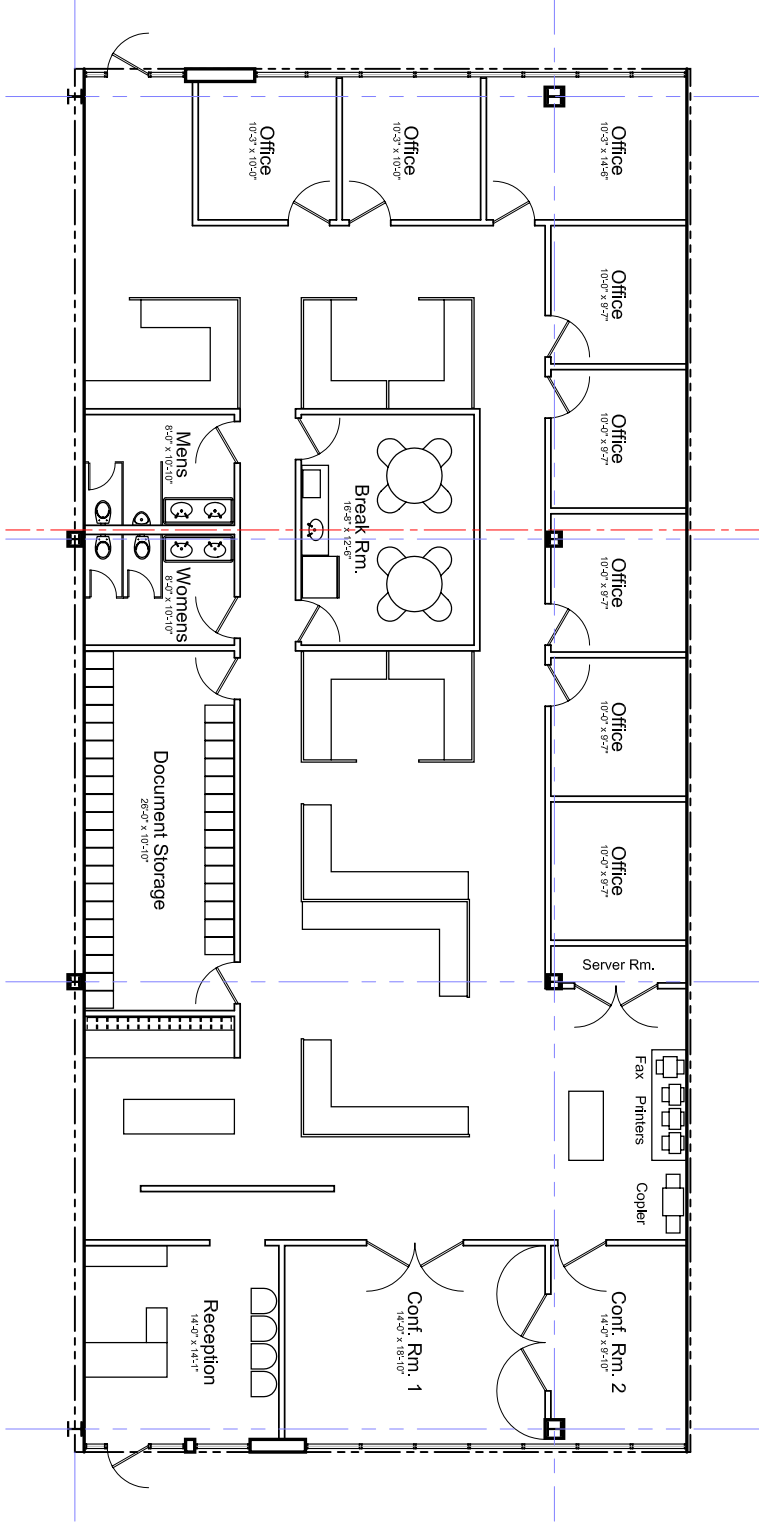 Office
10'-3" x 10'-0"
Office
10'-3" x 10'-0"
Office
10'-3" x 14'-6"
Office
10'-0" x 9'-7"
Office
10'-0" x 9'-7"
Mens
8'-0" x 10'-10"
Break Rm.
16'-8" x 12'-6"
Office
10'-0" x 9'-7"
Womens
8'-0" x 10'-10"
Office
10'-0" x 9'-7"
Document Storage
26'-0" x 10'-10"
Office
10'-0" x 9'-7"
Server Rm.
Fax
Printers
Copier
Reception
14'-0" x 14'-1"
Conf. Rm. 1
14'-0" x 18'-10"
Conf. Rm. 2
14'-0" x 9'-10"